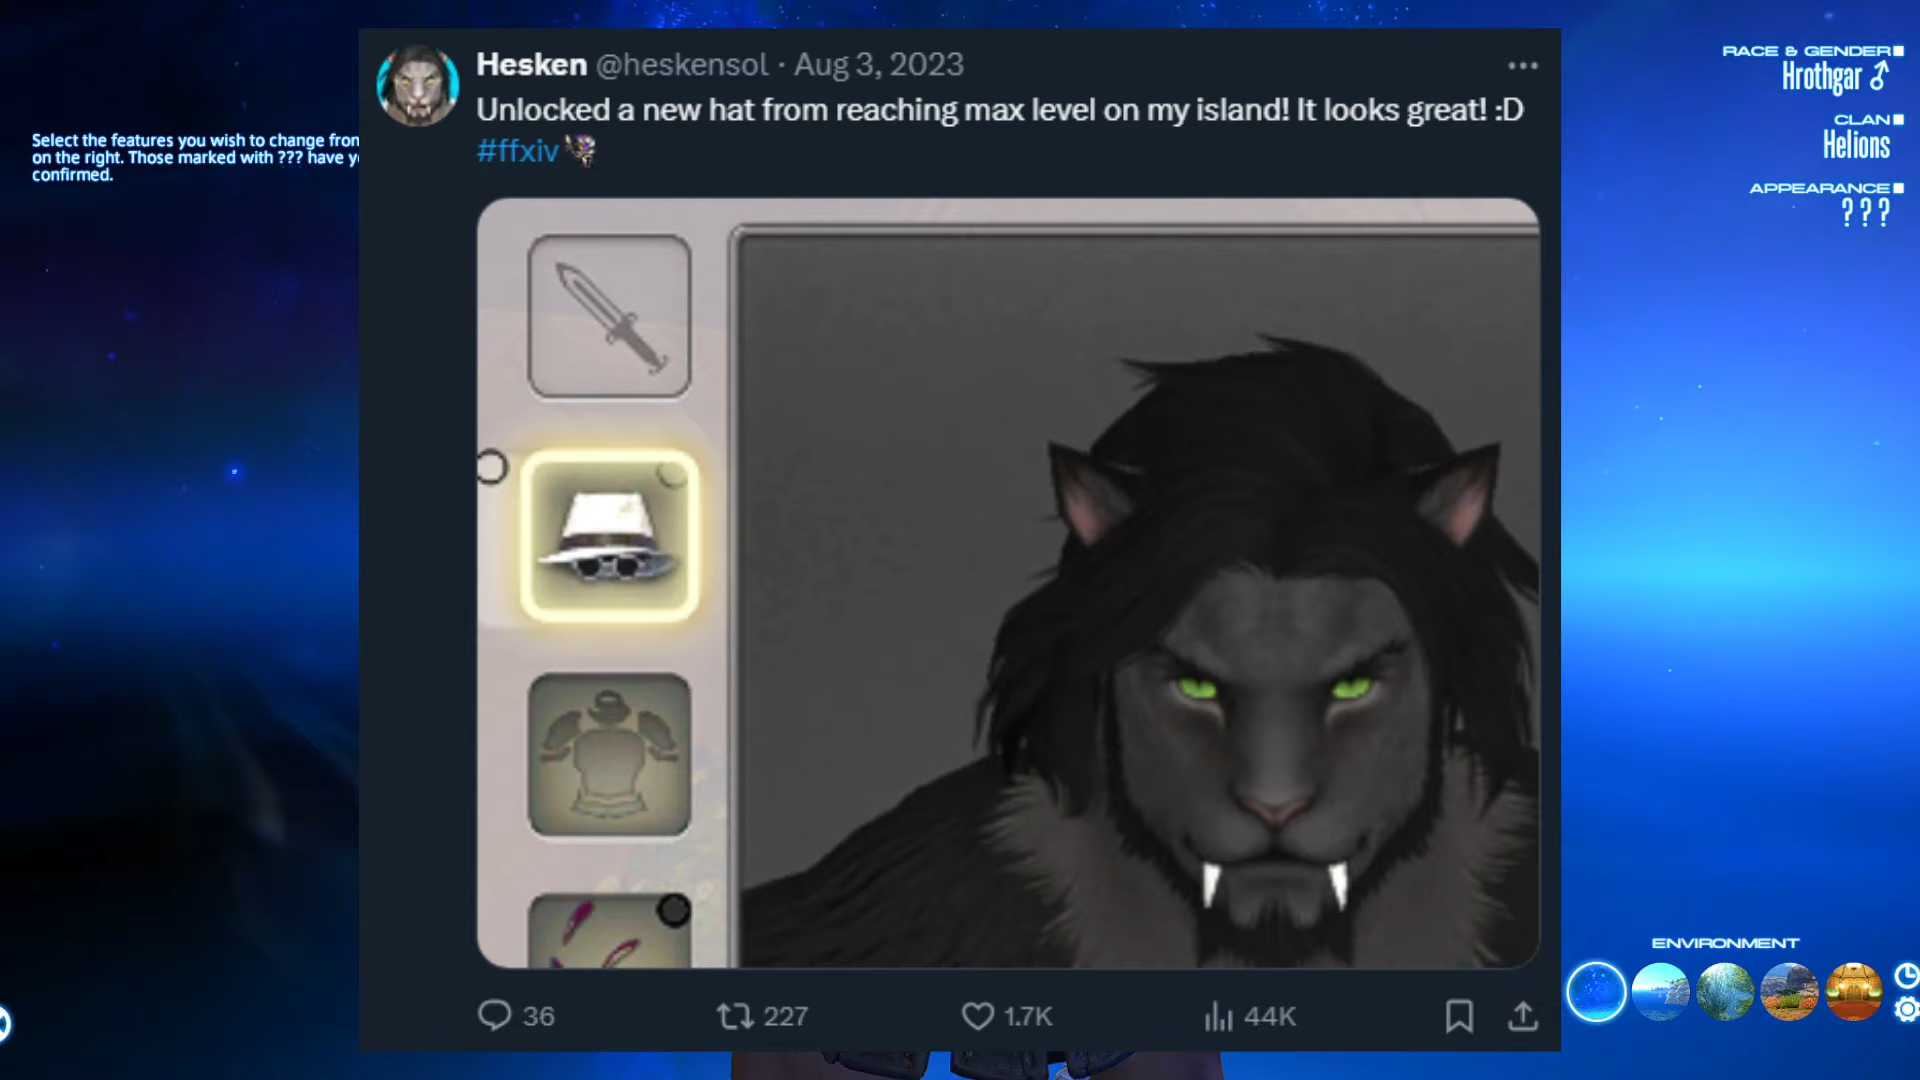 Hesken @heskensol · Aug 3, 2023
Unlocked a new hat from reaching max level on my island! It looks great! :D
#ffxiv
Select the features you wish to change from
on the right. Those marked with ??? have y
confirmed.
RACE & GENDER
Hrothgar ♂
CLAN
Helions
APPEARANCE
???
36
227
1.7K
44K
ENVIRONMENT